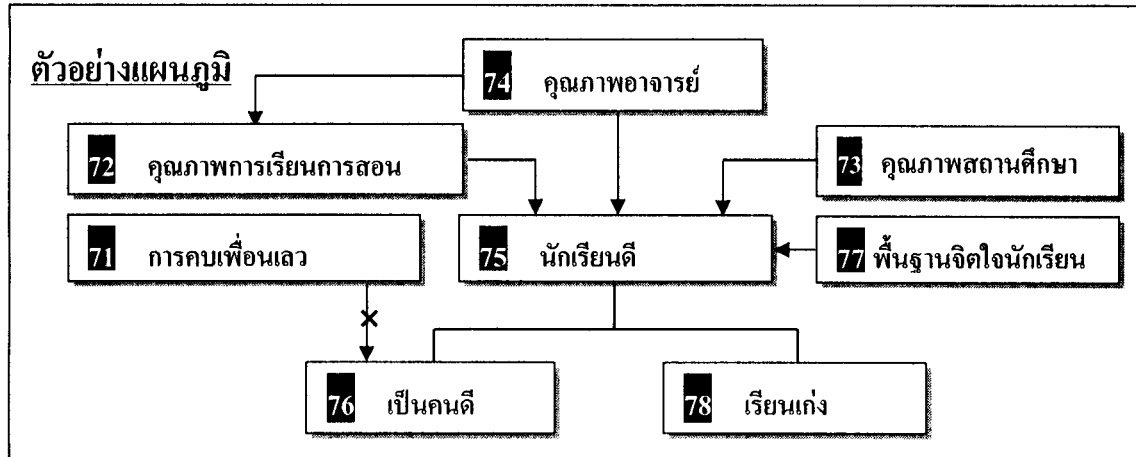 ตัวอย่างแผนภูมิ
74 คุณภาพอาจารย์
72 คุณภาพการเรียนการสอน
73 คุณภาพสถานศึกษา
71 การคบเพื่อนเลว
75 นักเรียนดี
77 พื้นฐานจิตใจนักเรียน
76 เป็นคนดี
78 เรียนเก่ง